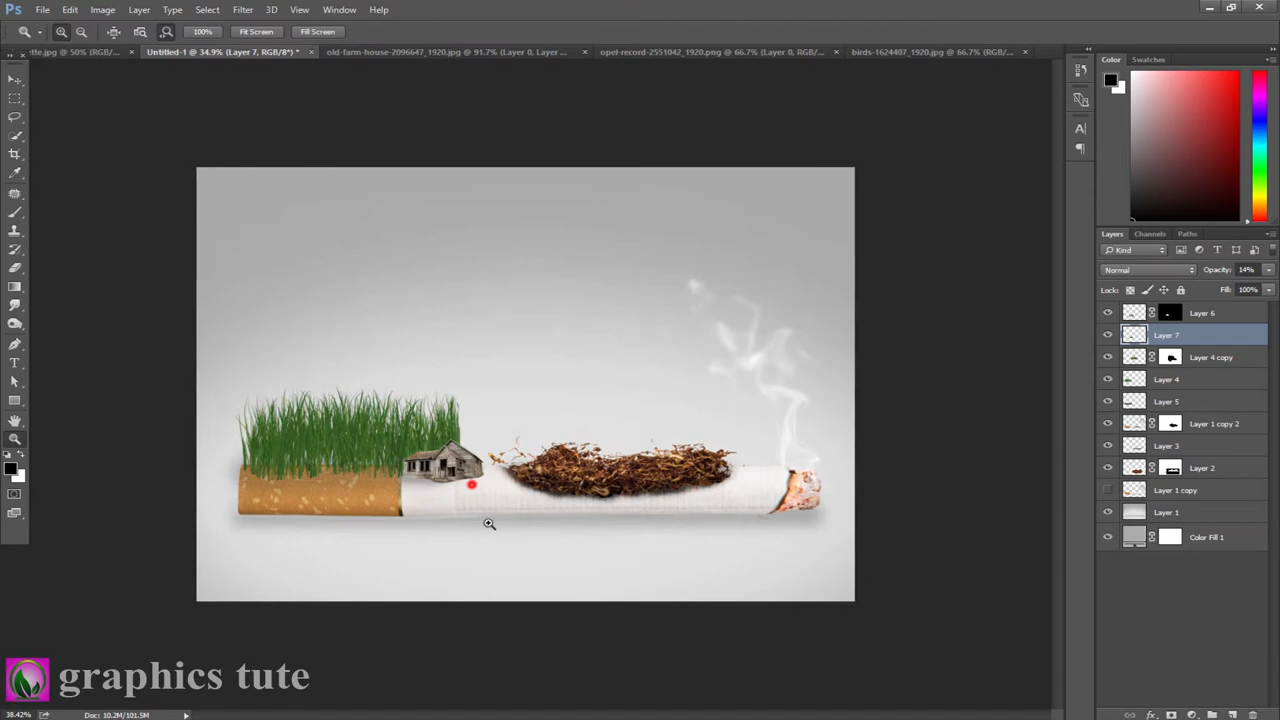 Ps File Edit Image Layer Type Select Filter 3D View Window Help
100% Fit Screen Fill Screen
tte.jpg @ 50% (RGB/... × Untitled-1 @ 34.9% (Layer 7, RGB/8*) * × old-farm-house-2096647_1920.jpg @ 91.7% (Layer 0, Layer ... × opel-record-2551042_1920.png @ 66.7% (Layer 0, RGB/... × birds-1624407_1920.jpg @ 66.7% (Layer 0, RGB/... ×
Color Swatches
Layers Channels Paths
Kind
Normal Opacity: 14%
Lock: Fill: 100%
Layer 6
Layer 7
Layer 4 copy
Layer 4
Layer 5
Layer 1 copy 2
Layer 3
Layer 2
Layer 1 copy
Layer 1
Color Fill 1
graphics tute
38.42% Doc: 10.2M/101.5M